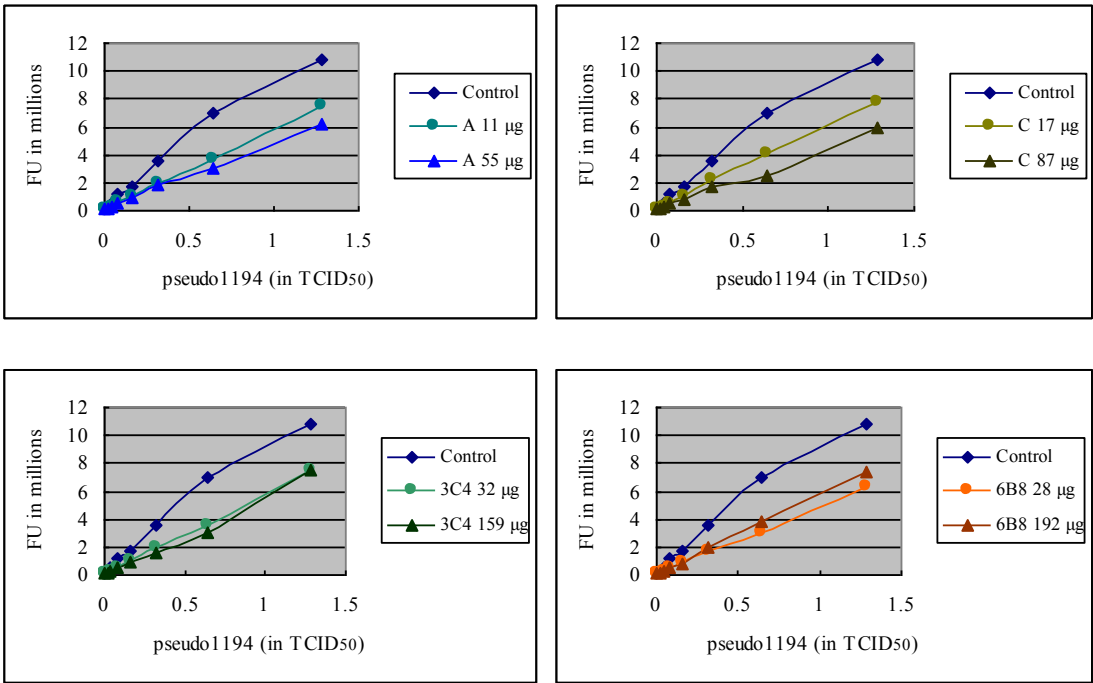 12
10
8
6
4
2
0
FU in millions
0 0.5 1 1.5
pseudo1194 (in TCID50)
Control
A 11 µg
A 55 µg
12
10
8
6
4
2
0
FU in millions
0 0.5 1 1.5
pseudo1194 (in TCID50)
Control
C 17 µg
C 87 µg
12
10
8
6
4
2
0
FU in millions
0 0.5 1 1.5
pseudo1194 (in TCID50)
Control
3C4 32 µg
3C4 159 µg
12
10
8
6
4
2
0
FU in millions
0 0.5 1 1.5
pseudo1194 (in TCID50)
Control
6B8 28 µg
6B8 192 µg